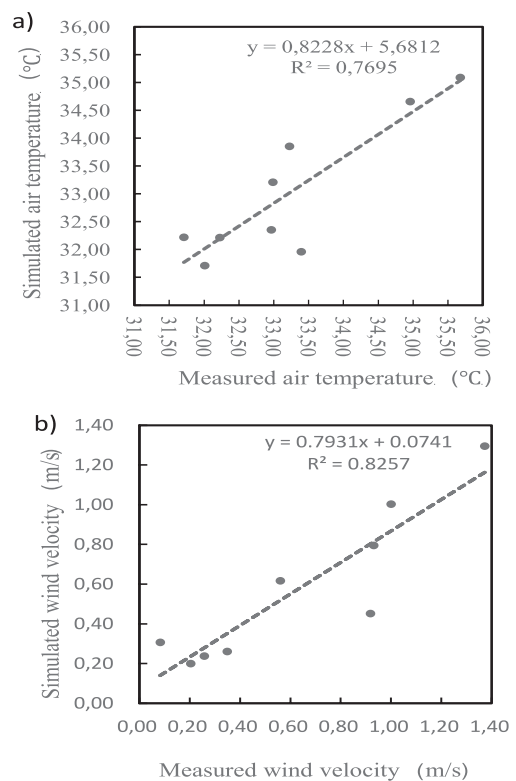 a)
y = 0,8228x + 5,6812
R² = 0,7695
Simulated air temperature (°C)
36,00
35,50
35,00
34,50
34,00
33,50
33,00
32,50
32,00
31,50
31,00
31,00 31,50 32,00 32,50 33,00 33,50 34,00 34,50 35,00 35,50 36,00
Measured air temperature (°C)
b)
y = 0.7931x + 0.0741
R² = 0.8257
Simulated wind velocity (m/s)
1,40
1,20
1,00
0,80
0,60
0,40
0,20
0,00
0,00 0,20 0,40 0,60 0,80 1,00 1,20 1,40
Measured wind velocity (m/s)